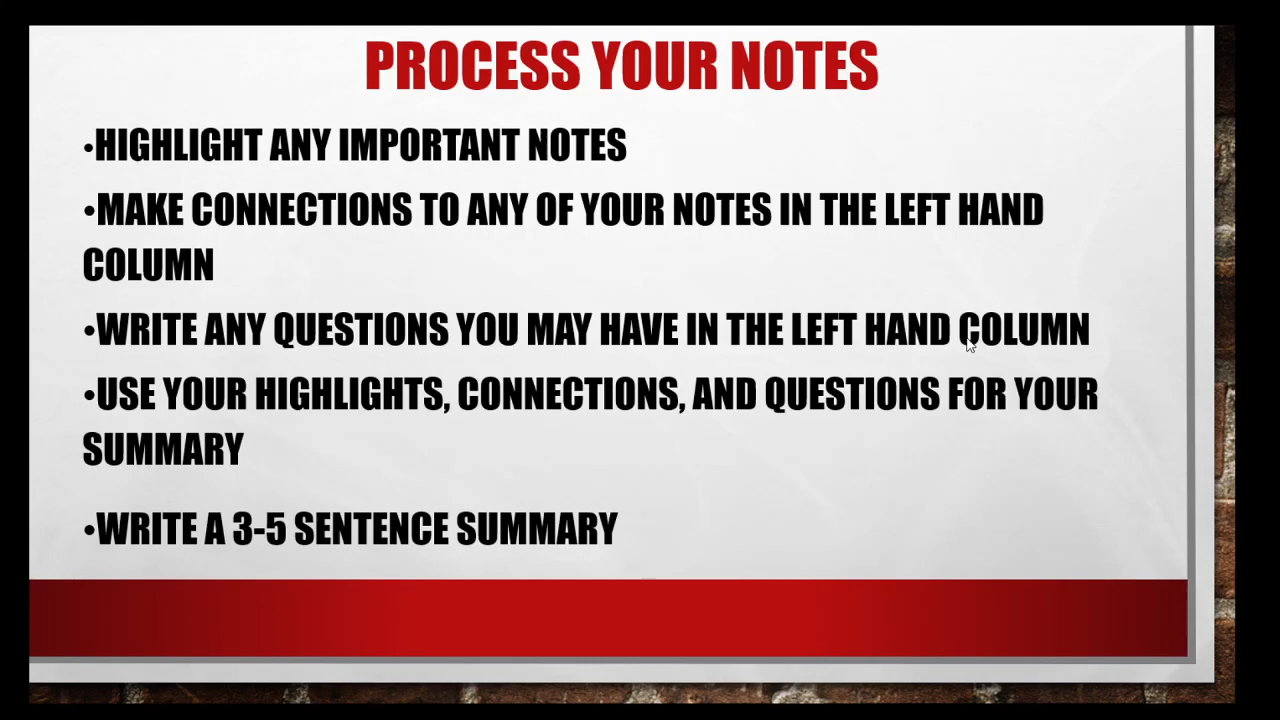 PROCESS YOUR NOTES
•HIGHLIGHT ANY IMPORTANT NOTES
•MAKE CONNECTIONS TO ANY OF YOUR NOTES IN THE LEFT HAND
COLUMN
•WRITE ANY QUESTIONS YOU MAY HAVE IN THE LEFT HAND COLUMN
•USE YOUR HIGHLIGHTS, CONNECTIONS, AND QUESTIONS FOR YOUR
SUMMARY
•WRITE A 3-5 SENTENCE SUMMARY